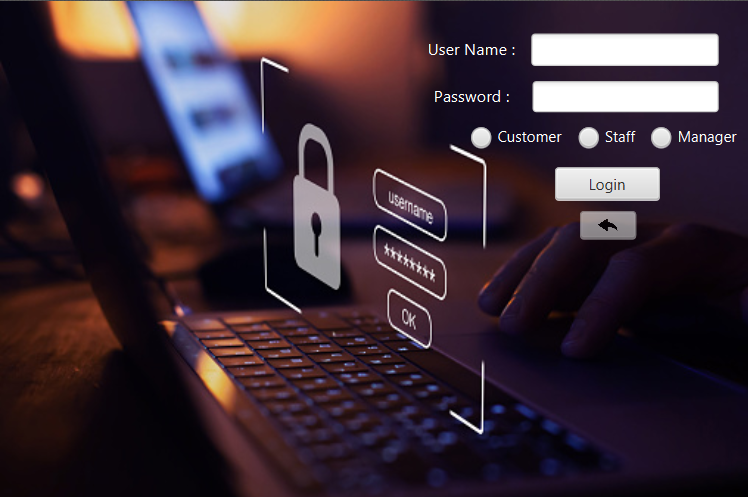 User Name :
Password :
Customer Staff Manager
Login
username
********
OK